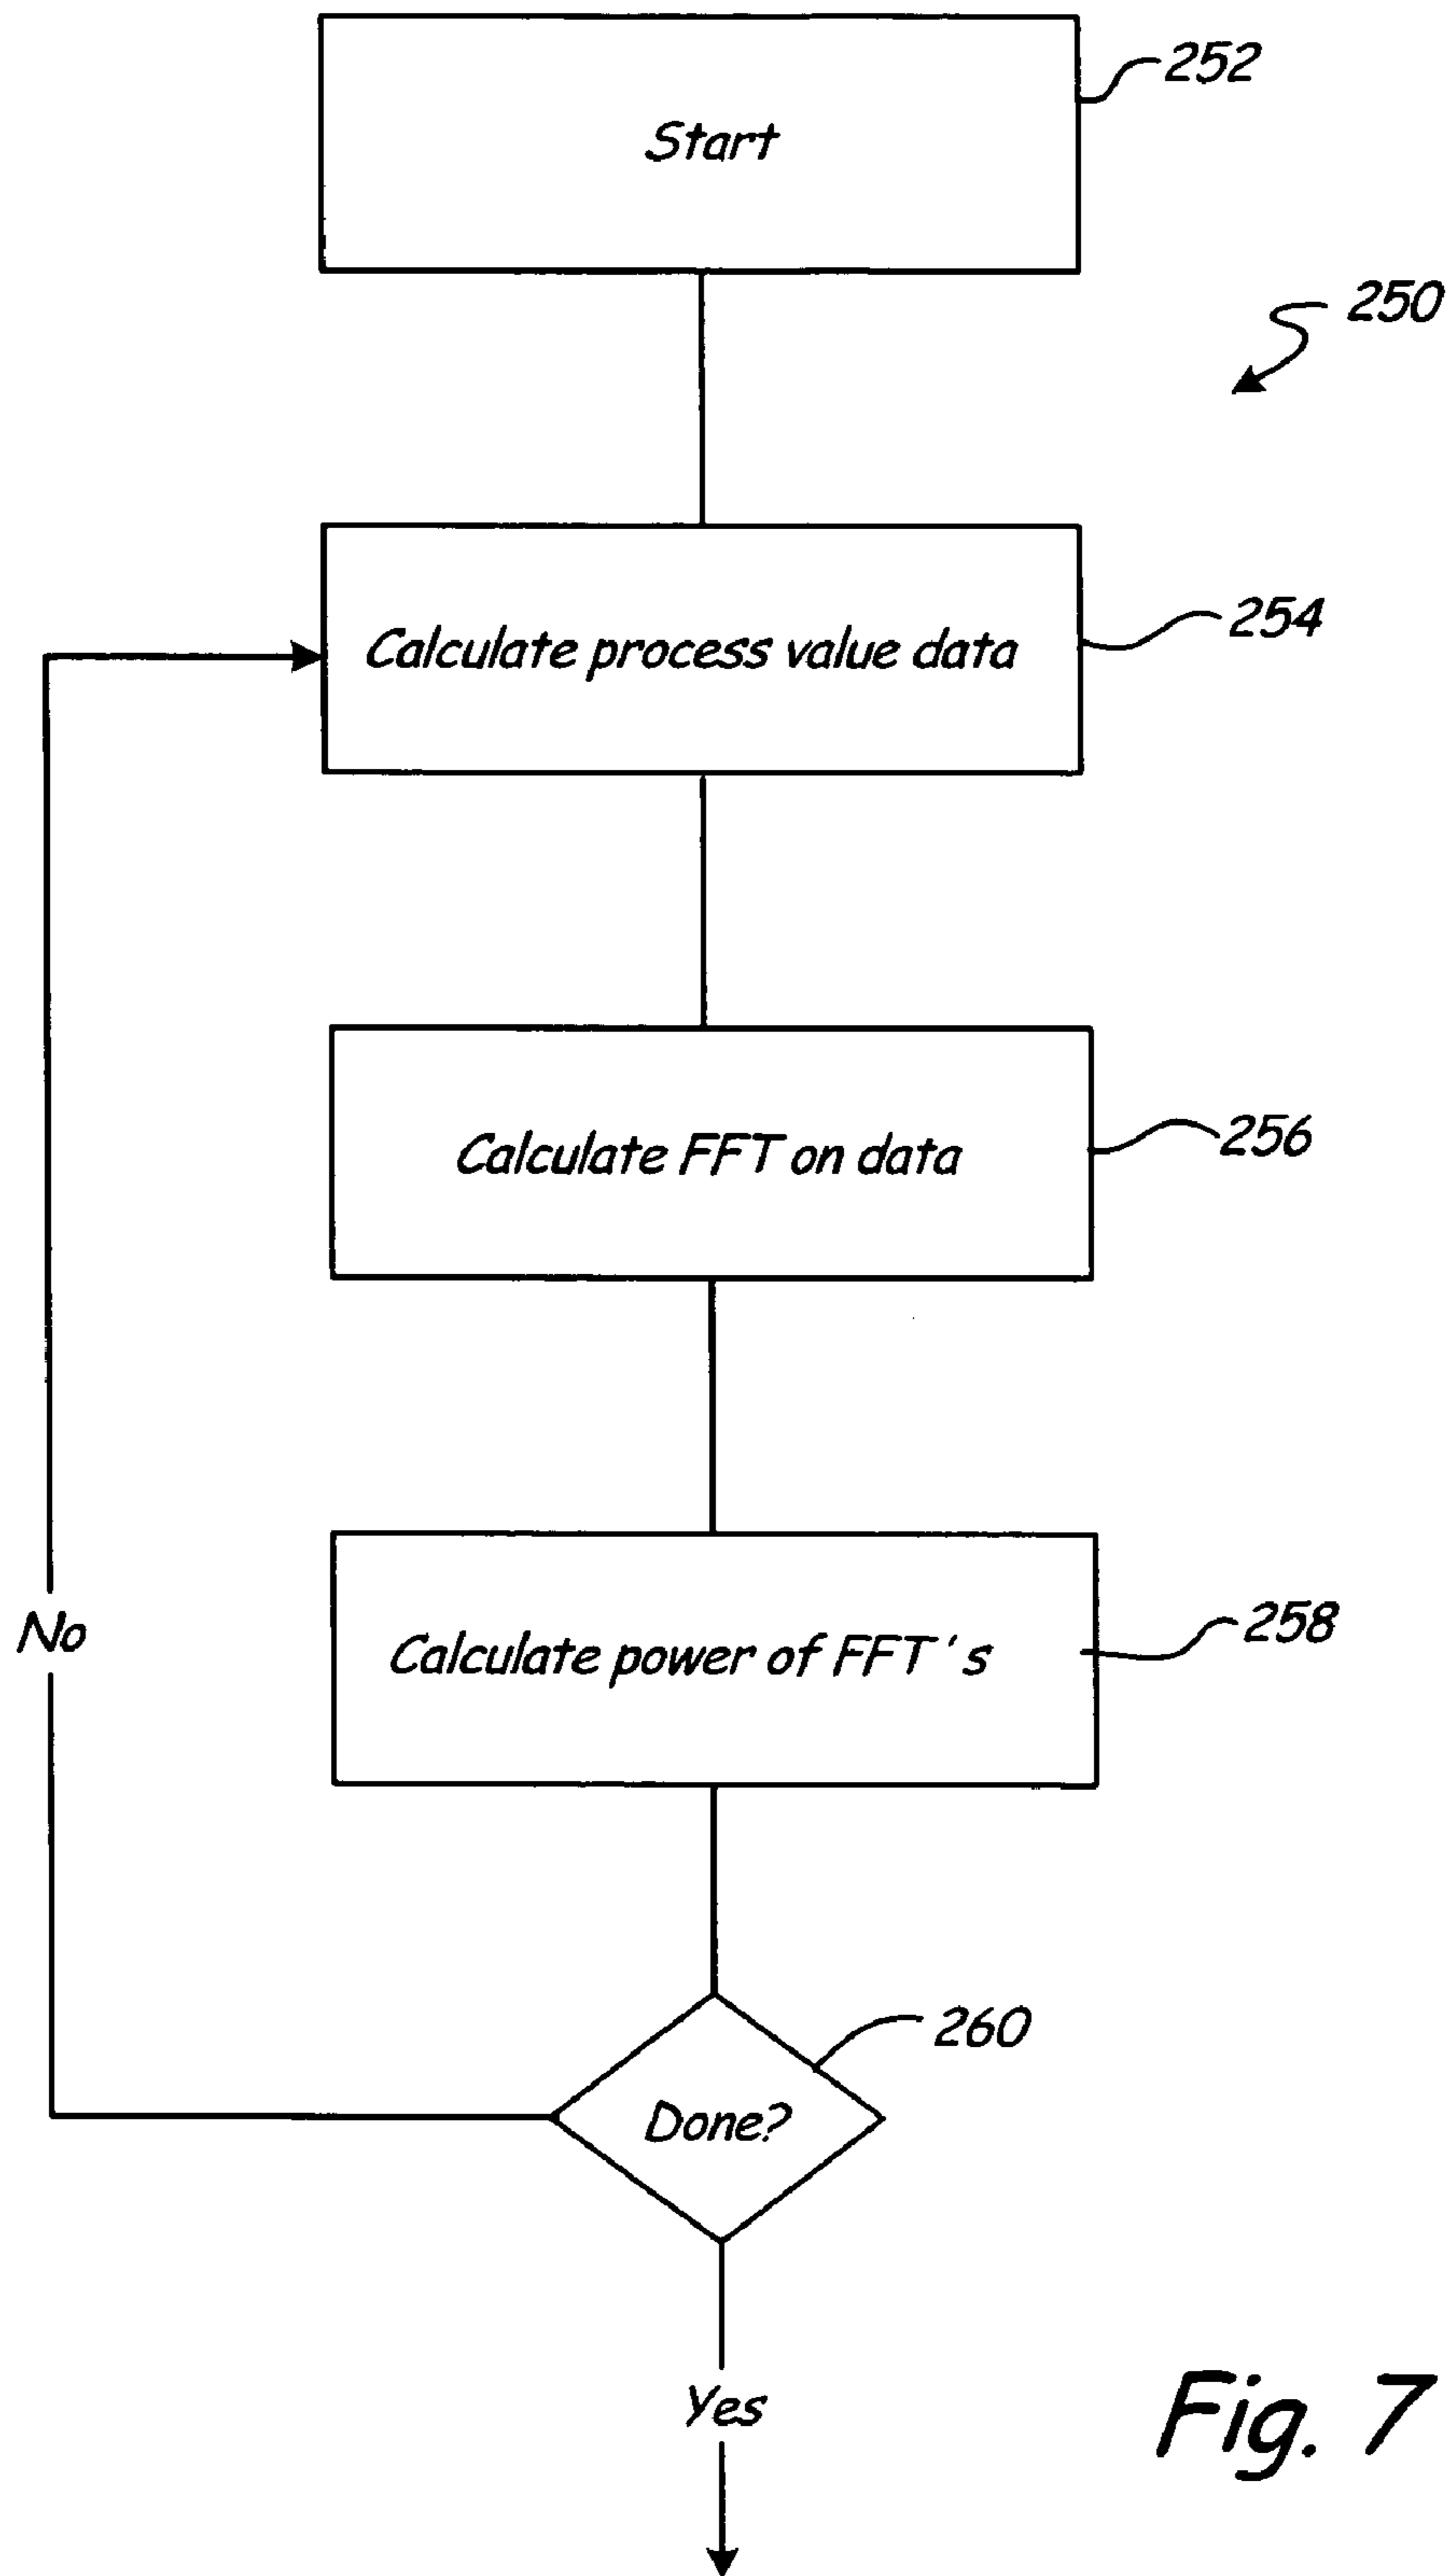 Start
252
250
Calculate process value data
254
Calculate FFT on data
256
Calculate power of FFT's
258
No
260
Done?
Yes
Fig. 7